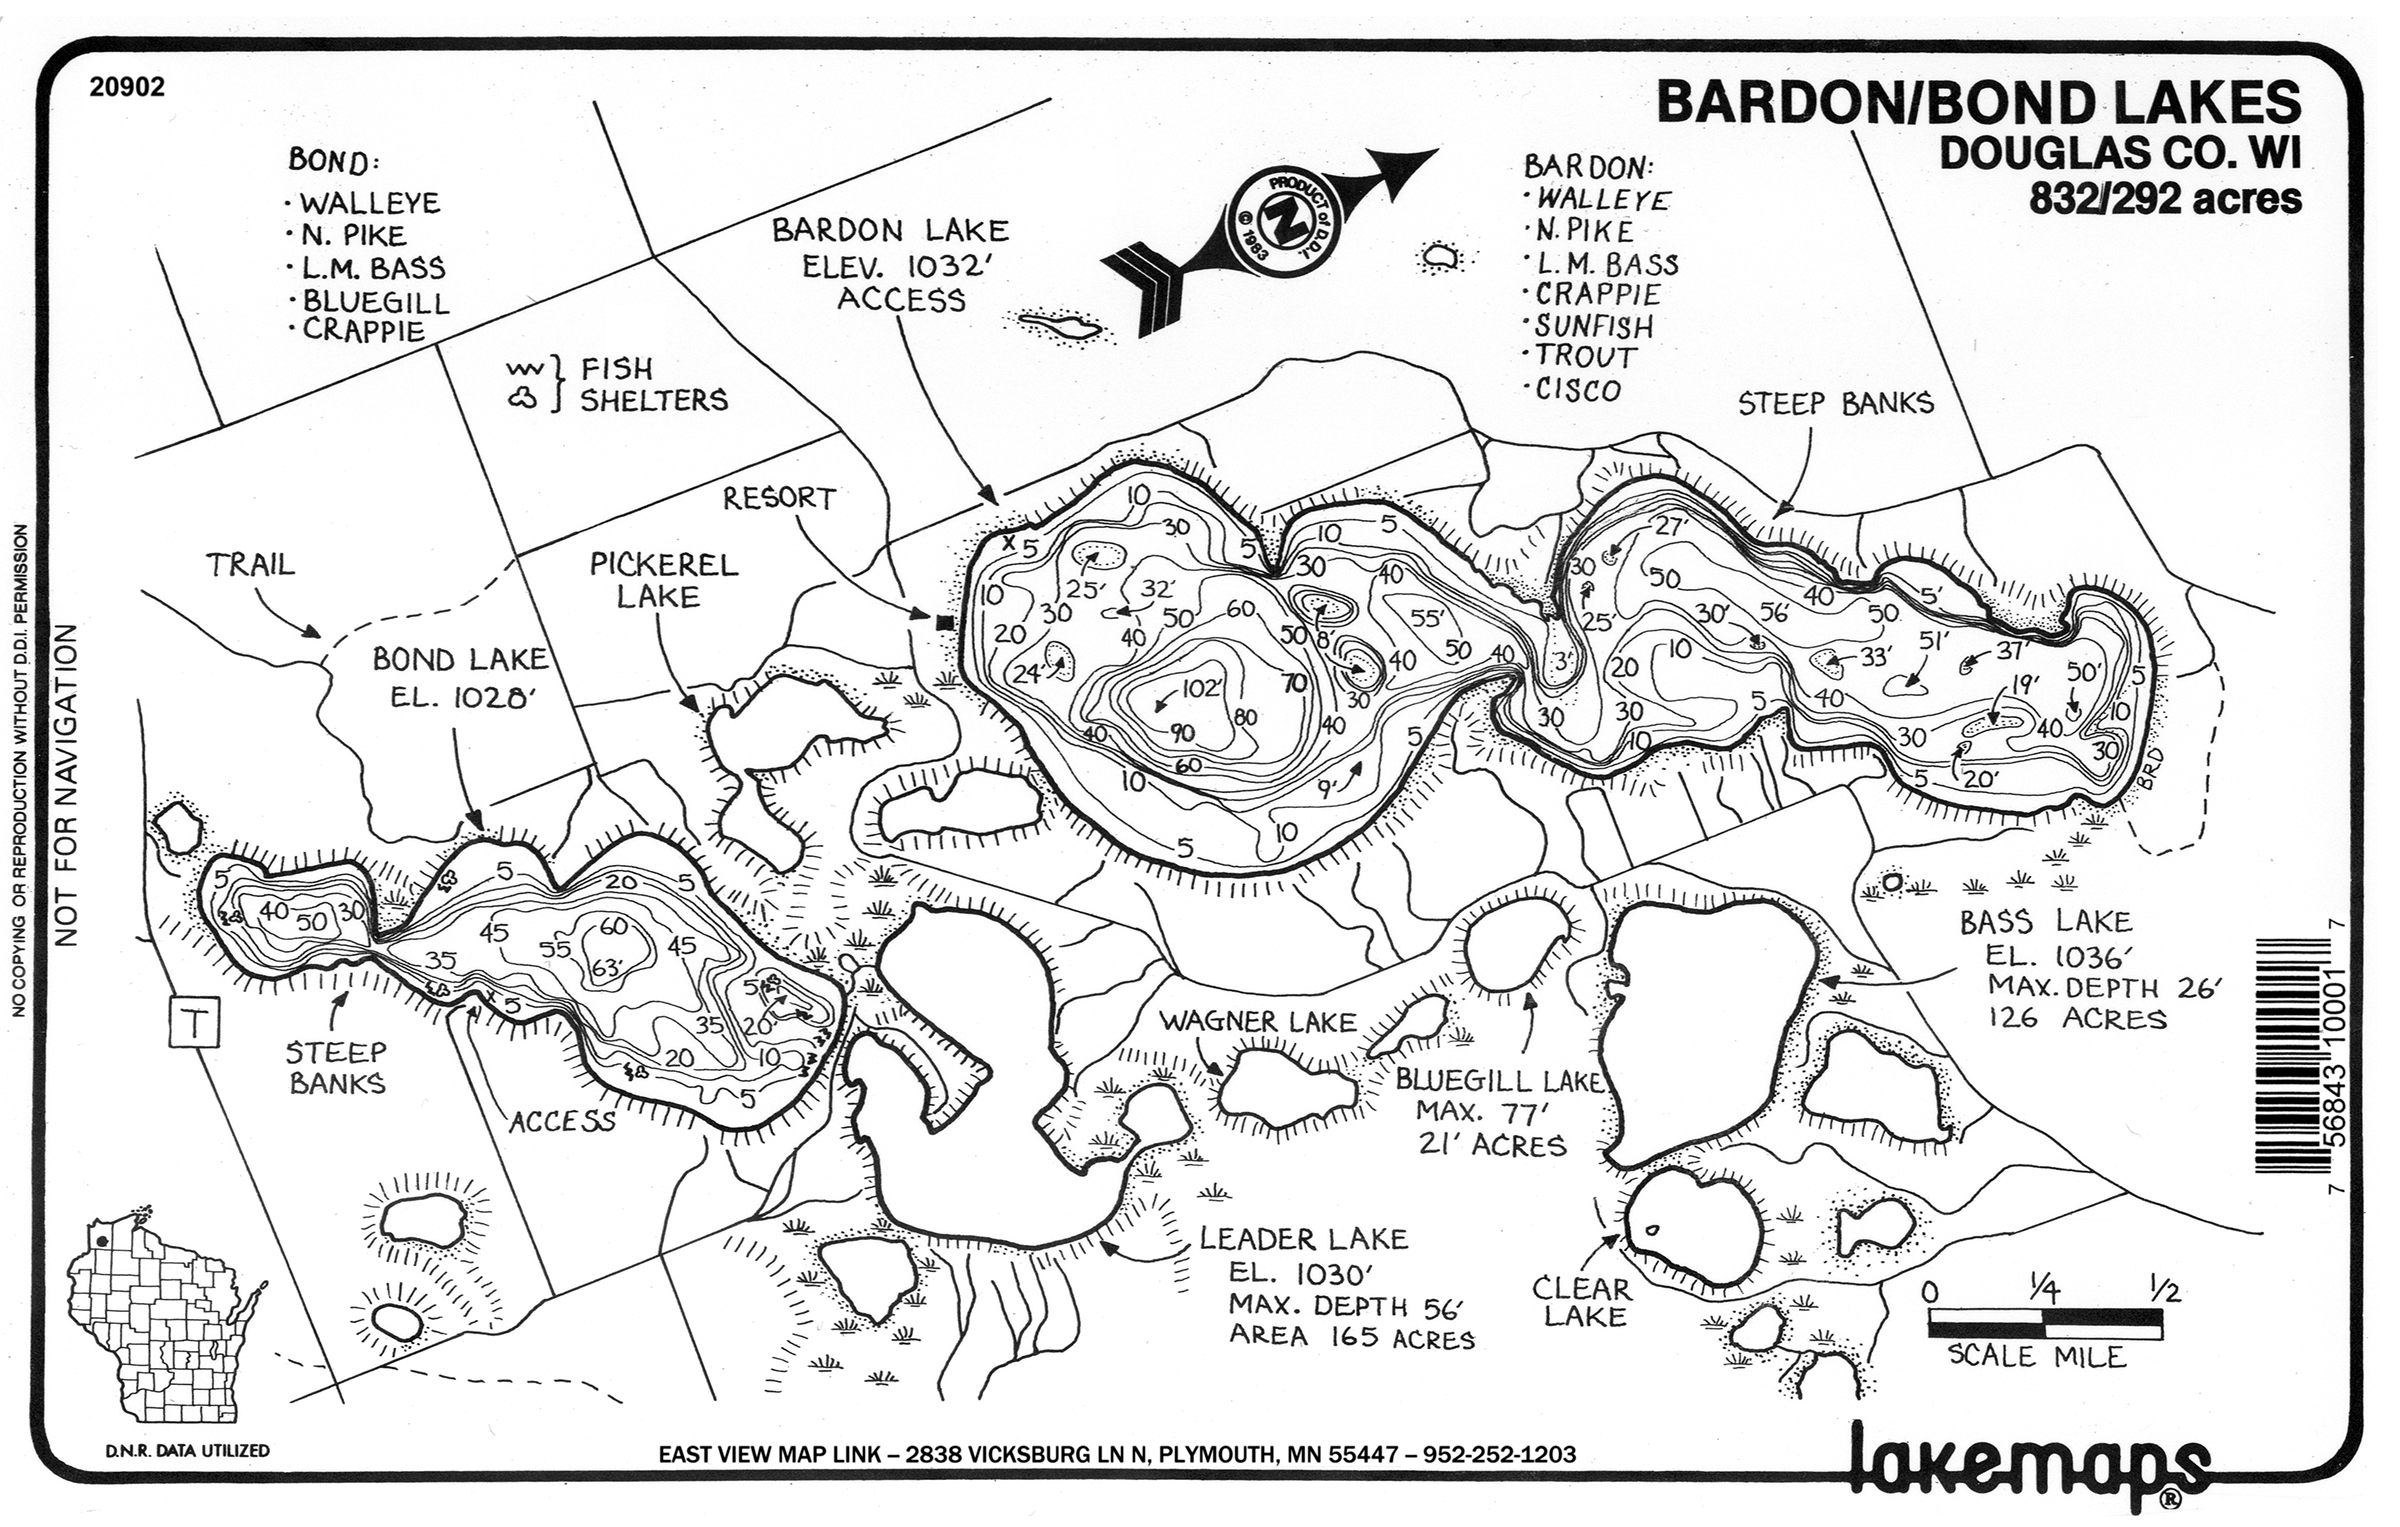 20902
BARDON/BOND LAKES
DOUGLAS CO. WI
832/292 acres
BOND:
· WALLEYE
· N. PIKE
· L.M. BASS
· BLUEGILL
· CRAPPIE
FISH
SHELTERS
BARDON LAKE
ELEV. 1032'
ACCESS
PRODUCT of D.D.I.
N
© 1983
BARDON:
· WALLEYE
· N. PIKE
· L.M. BASS
· CRAPPIE
· SUNFISH
· TROUT
· CISCO
STEEP BANKS
RESORT
TRAIL
PICKEREL
LAKE
BOND LAKE
EL. 1028'
10
30
5
X 5
25'
32'
10
30
20
24'
40
50
60
102'
70
80
90
40
60
10
5
10
9'
5
5
10
30
40
50
8'
55'
50
40
40
30
40
3'
30
27'
30
25'
50
30'
56'
40
50
5'
20
10
33'
51'
37'
50'
5
30
10
5
40
19'
40
10
30
30
5
20'
BRD
5
40
50
30
5
20
5
45
60
55
63'
45
35
X 5
5
20'
35
20
10
5
T
STEEP
BANKS
ACCESS
WAGNER LAKE
BLUEGILL LAKE
MAX. 77'
21' ACRES
BASS LAKE
EL. 1036'
MAX. DEPTH 26'
126 ACRES
LEADER LAKE
EL. 1030'
MAX. DEPTH 56'
AREA 165 ACRES
CLEAR
LAKE
0 1/4 1/2
SCALE MILE
NO COPYING OR REPRODUCTION WITHOUT D.D.I. PERMISSION
NOT FOR NAVIGATION
7 56843 10001 7
D.N.R. DATA UTILIZED
EAST VIEW MAP LINK – 2838 VICKSBURG LN N, PLYMOUTH, MN 55447 – 952-252-1203
lakemaps®